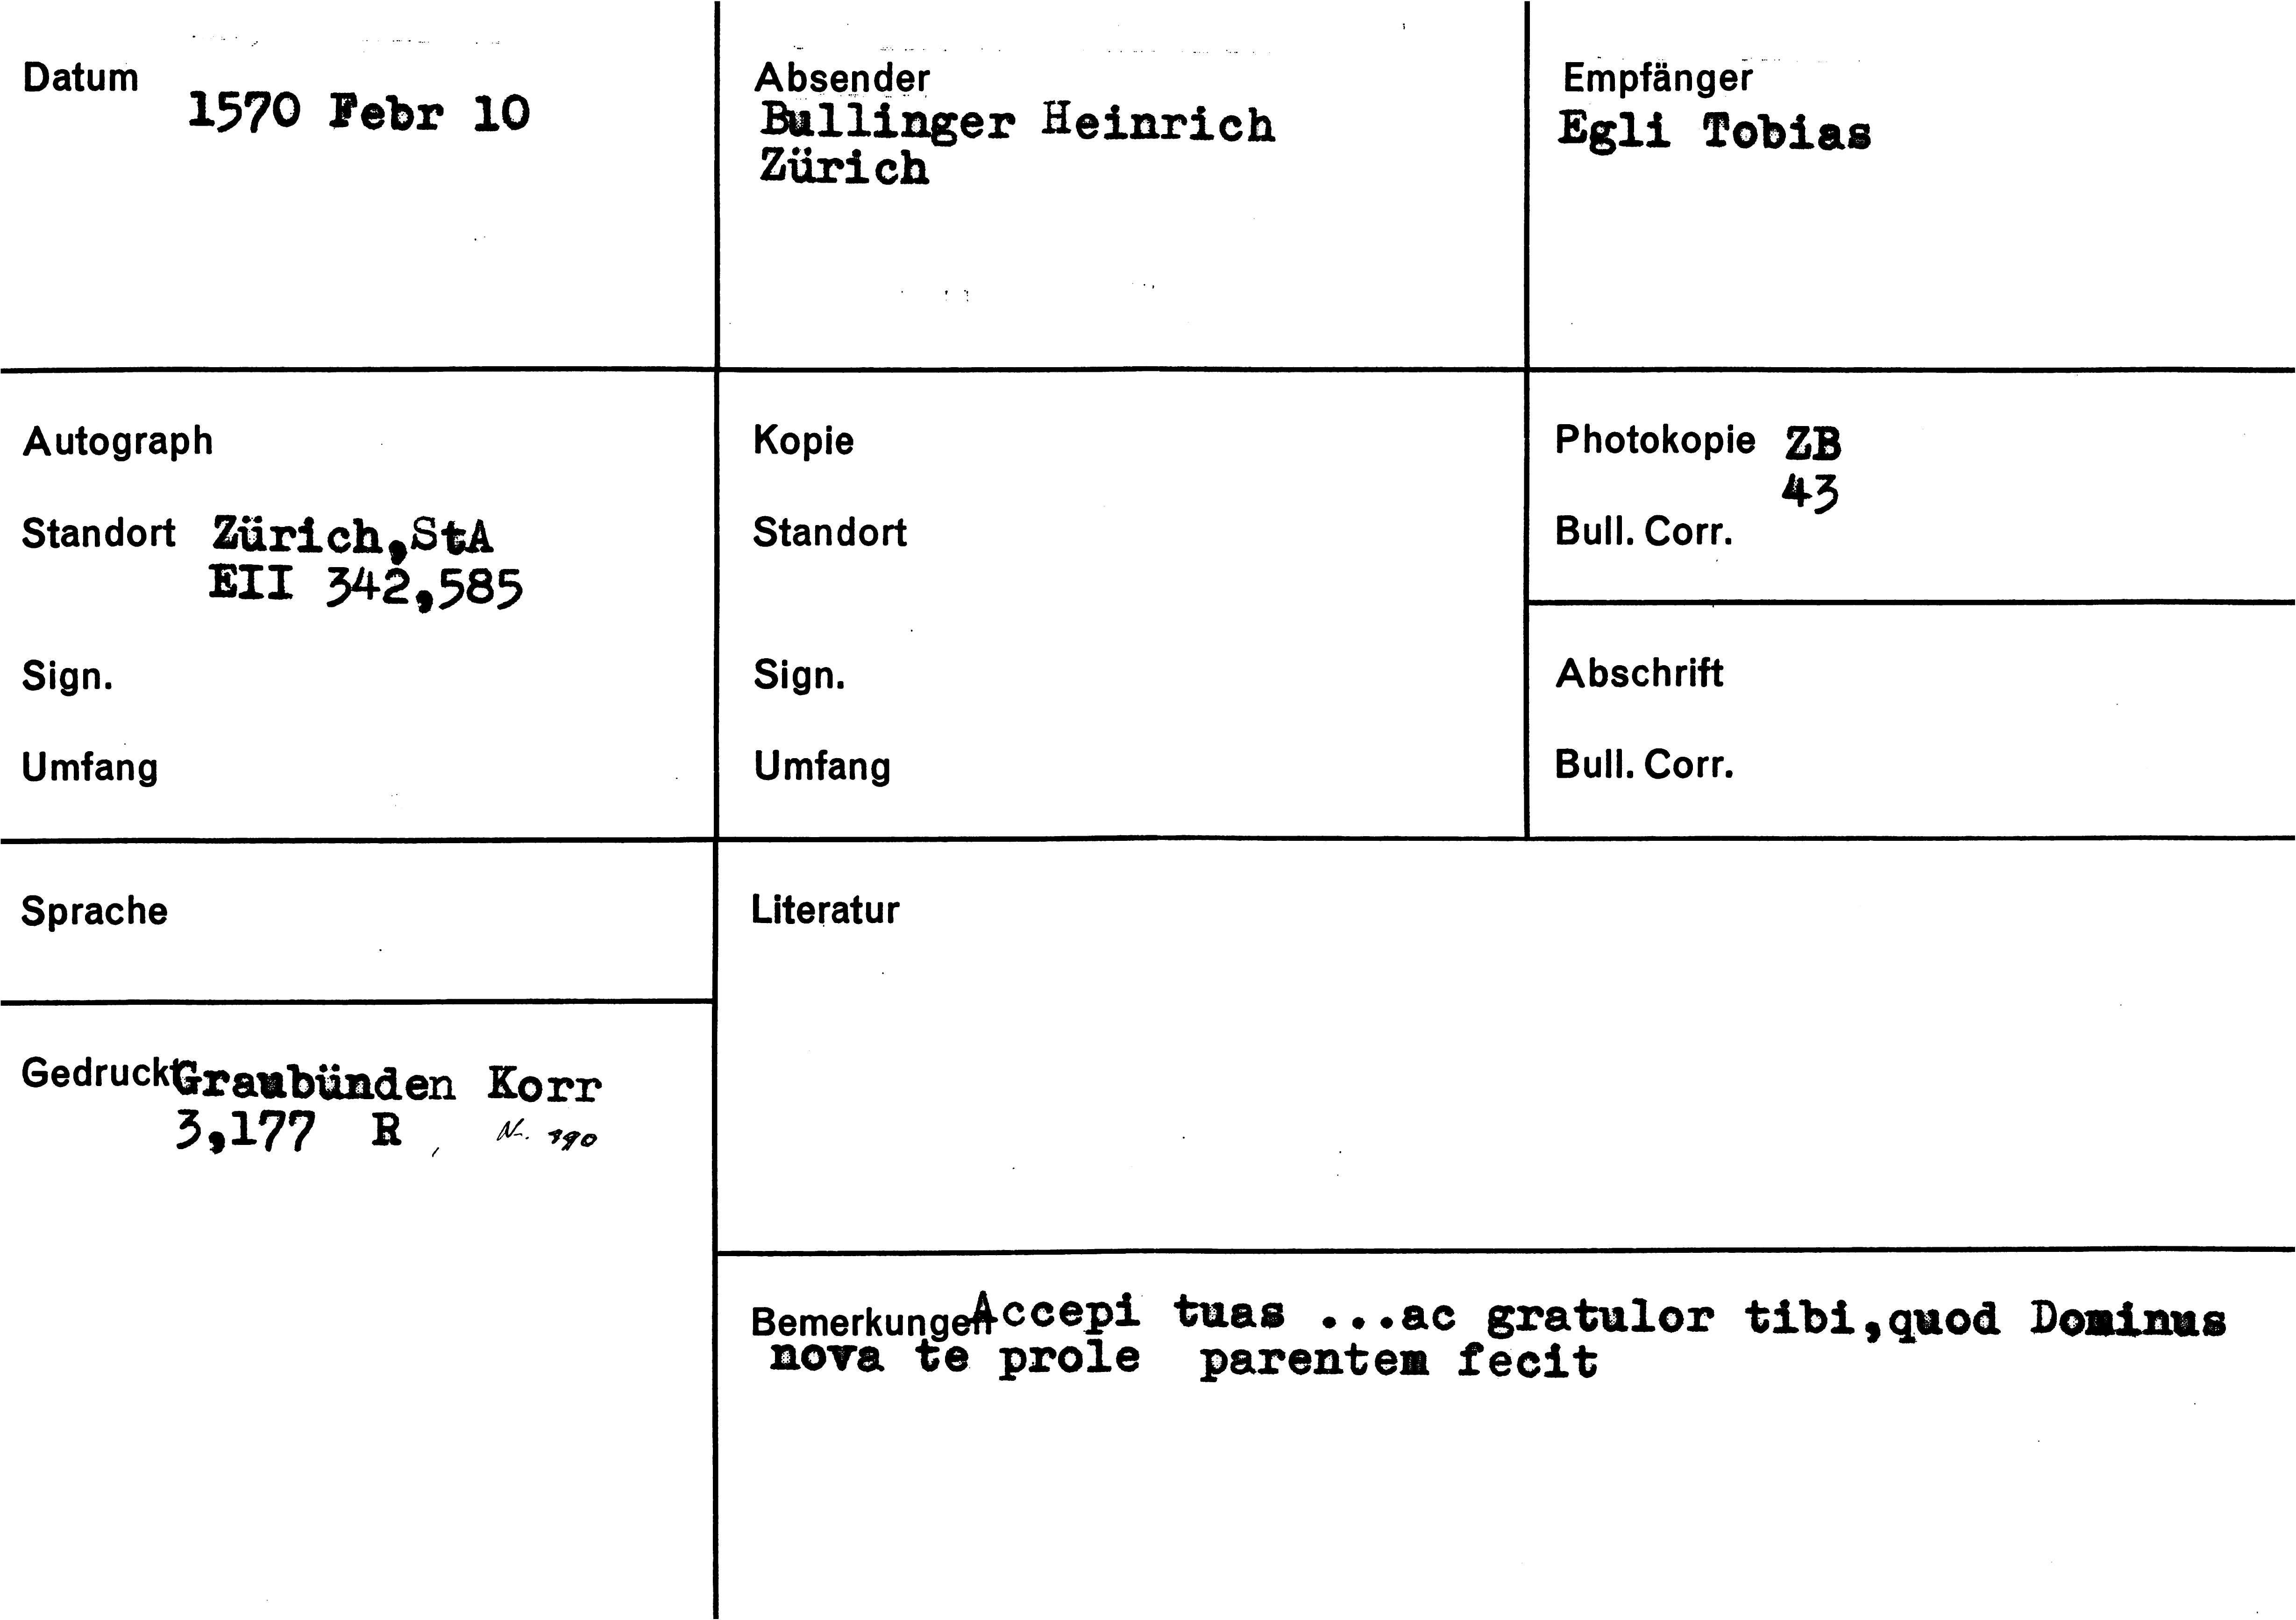 Datum
1570 Febr 10
Absender
Bullinger Heinrich
Zürich
Empfänger
Egli Tobias
Autograph
Standort Zürich,StA
EII 342,585
Sign.
Umfang
Kopie
Standort
Sign.
Umfang
Photokopie ZB
43
Bull. Corr.
Abschrift
Bull. Corr.
Sprache
Literatur
Gedruckt Graubünden Korr
3,177 R
Bemerkungen Accepi tuas ...ac gratulor tibi,quod Dominus
nova te prole parentem fecit